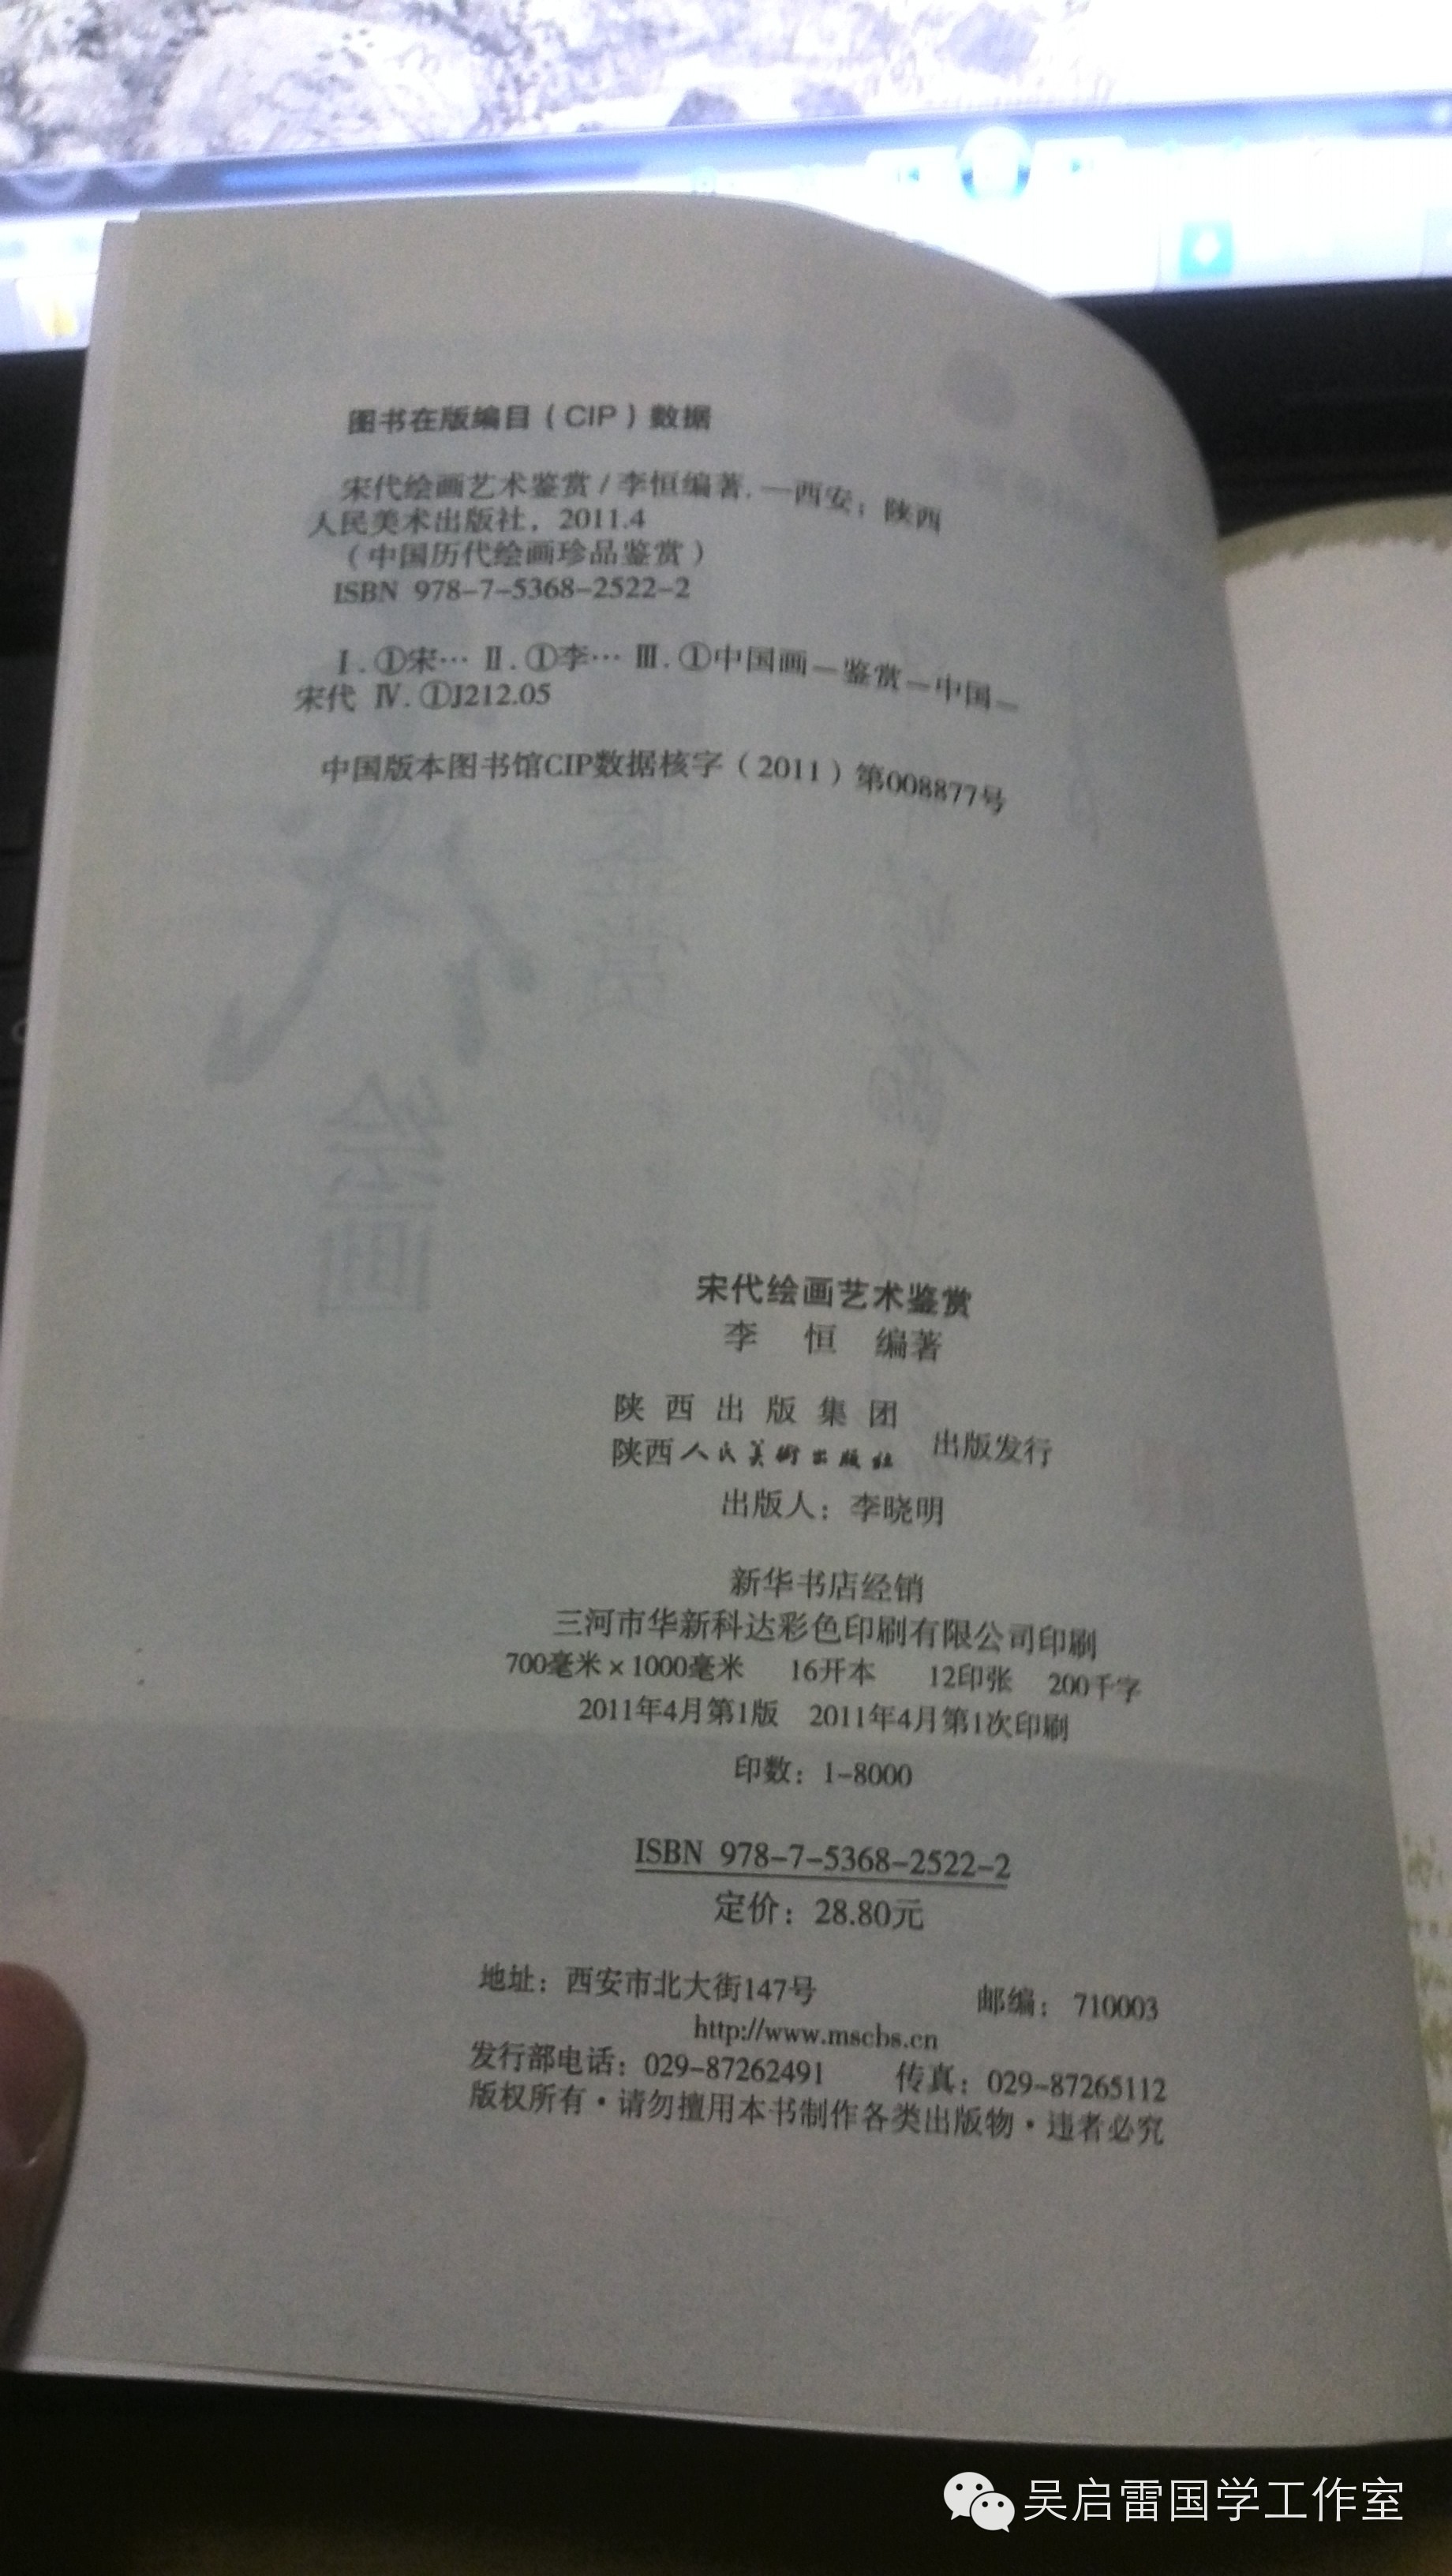 图书在版编目（CIP）数据
宋代绘画艺术鉴赏 / 李恒编著. —西安：陕西
人民美术出版社，2011.4
（中国历代绘画珍品鉴赏）
ISBN 978-7-5368-2522-2
Ⅰ.①宋… Ⅱ.①李… Ⅲ.①中国画—鉴赏—中国—
宋代 Ⅳ.①J212.05
中国版本图书馆CIP数据核字（2011）第008877号
宋代绘画艺术鉴赏
李 恒 编著
陕西出版集团
陕西人民美術出版社 出版发行
出版人：李晓明
新华书店经销
三河市华新科达彩色印刷有限公司印刷
700毫米×1000毫米 16开本 12印张 200千字
2011年4月第1版 2011年4月第1次印刷
印数：1-8000
ISBN 978-7-5368-2522-2
定价：28.80元
地址：西安市北大街147号 邮编：710003
http://www.mscbs.cn
发行部电话：029-87262491 传真：029-87265112
版权所有·请勿擅用本书制作各类出版物·违者必究
吴启雷国学工作室